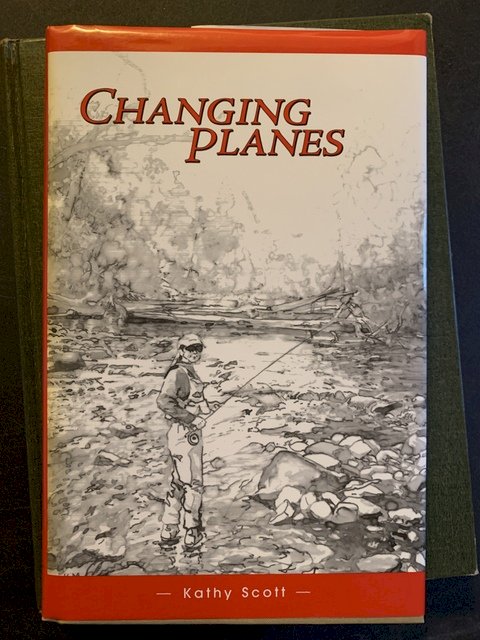 CHANGING
PLANES
— Kathy Scott —